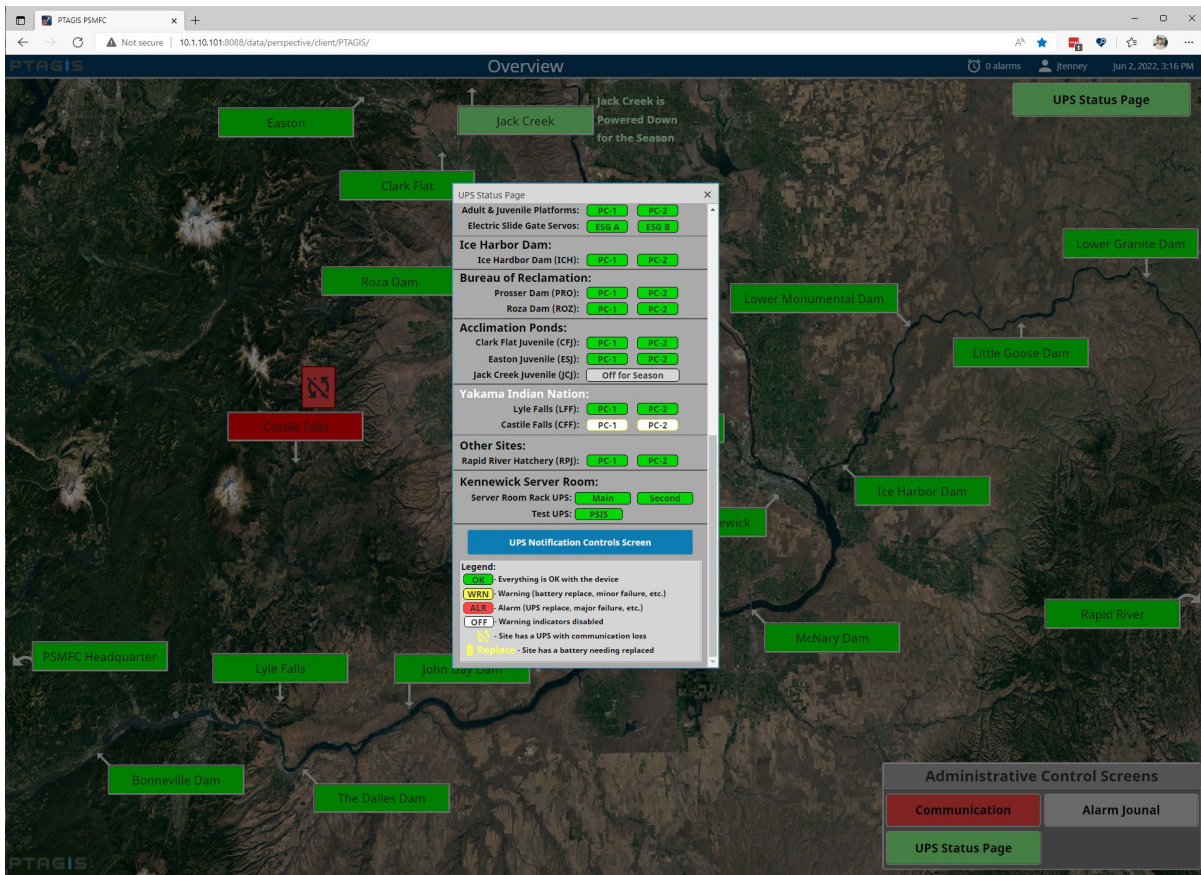 PTAGIS PSMFC
Not secure
10.1.10.101:8088/data/perspective/client/PTAGIS/
PTAGIS
Overview
0 alarms
jtenney
Jun 2, 2022, 3:16 PM
UPS Status Page
Easton
Jack Creek
Jack Creek is
Powered Down
for the Season
Clark Flat
Roza Dam
Castile Falls
Lower Granite Dam
Lower Monumental Dam
Little Goose Dam
Ice Harbor Dam
ewick
McNary Dam
Rapid River
PSMFC Headquarter
Lyle Falls
John Day Dam
Bonneville Dam
The Dalles Dam
UPS Status Page
Adult & Juvenile Platforms: PC-1 PC-2
Electric Slide Gate Servos: ESG A ESG B
Ice Harbor Dam:
Ice Hardbor Dam (ICH): PC-1 PC-2
Bureau of Reclamation:
Prosser Dam (PRO): PC-1 PC-2
Roza Dam (ROZ): PC-1 PC-2
Acclimation Ponds:
Clark Flat Juvenile (CFJ): PC-1 PC-2
Easton Juvenile (ESJ): PC-1 PC-2
Jack Creek Juvenile (JCJ): Off for Season
Yakama Indian Nation:
Lyle Falls (LFF): PC-1 PC-2
Castile Falls (CFF): PC-1 PC-2
Other Sites:
Rapid River Hatchery (RPJ): PC-1 PC-2
Kennewick Server Room:
Server Room Rack UPS: Main Second
Test UPS: PSIS
UPS Notification Controls Screen
Legend:
OK - Everything is OK with the device
WRN - Warning (battery replace, minor failure, etc.)
ALR - Alarm (UPS replace, major failure, etc.)
OFF - Warning indicators disabled
- Site has a UPS with communication loss
Replace - Site has a battery needing replaced
Administrative Control Screens
Communication
Alarm Jounal
UPS Status Page
PTAGIS